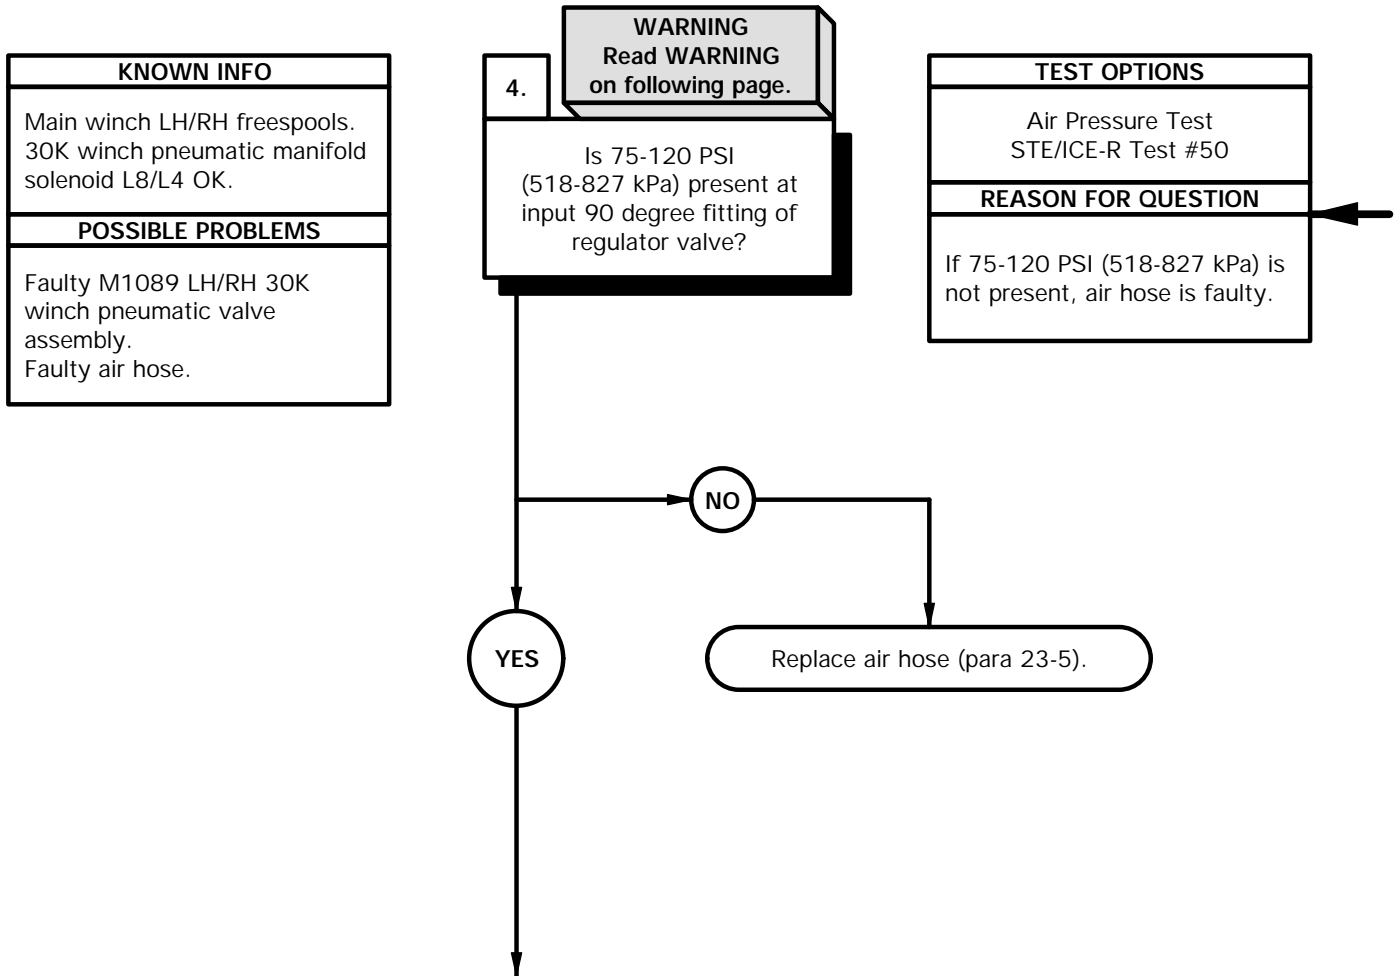 KNOWN INFO
Main winch LH/RH freespools.
30K winch pneumatic manifold
solenoid L8/L4 OK.
POSSIBLE PROBLEMS
Faulty M1089 LH/RH 30K
winch pneumatic valve
assembly.
Faulty air hose.
WARNING
Read WARNING
on following page.
4.
Is 75-120 PSI
(518-827 kPa) present at
input 90 degree fitting of
regulator valve?
TEST OPTIONS
Air Pressure Test
STE/ICE-R Test #50
REASON FOR QUESTION
If 75-120 PSI (518-827 kPa) is
not present, air hose is faulty.
NO
YES
Replace air hose (para 23-5).